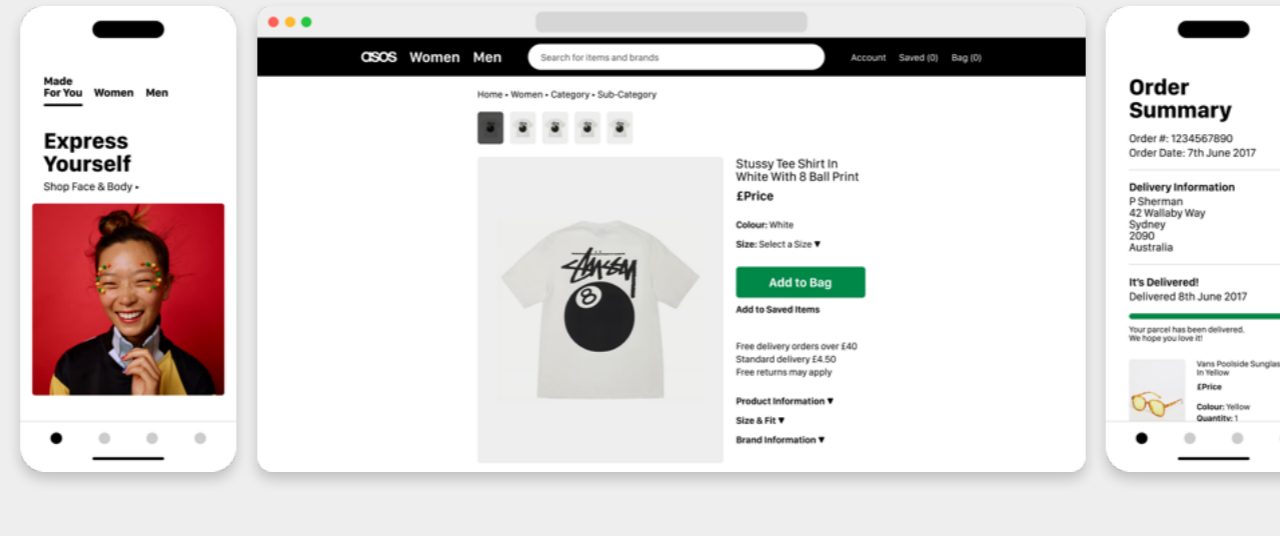 Made
For You Women Men
Express
Yourself
Shop Face & Body ▸
asos Women Men Search for items and brands Account Saved (0) Bag (0)
Home ▸ Women ▸ Category ▸ Sub-Category
Stussy Tee Shirt In
White With 8 Ball Print
£Price
Colour: White
Size: Select a Size ▼
Add to Bag
Add to Saved Items
Free delivery orders over £40
Standard delivery £4.50
Free returns may apply
Product Information ▼
Size & Fit ▼
Brand Information ▼
STUSSY
8
Order
Summary
Order #: 1234567890
Order Date: 7th June 2017
Delivery Information
P Sherman
42 Wallaby Way
Sydney
2090
Australia
It's Delivered!
Delivered 8th June 2017
Your parcel has been delivered.
We hope you love it!
Vans Poolside Sunglas
In Yellow
£Price
Colour: Yellow
Quantity: 1